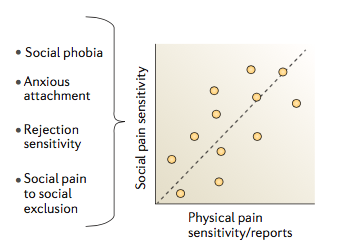 • Social phobia
• Anxious
attachment
• Rejection
sensitivity
• Social pain
to social
exclusion
Social pain sensitivity
Physical pain
sensitivity/reports